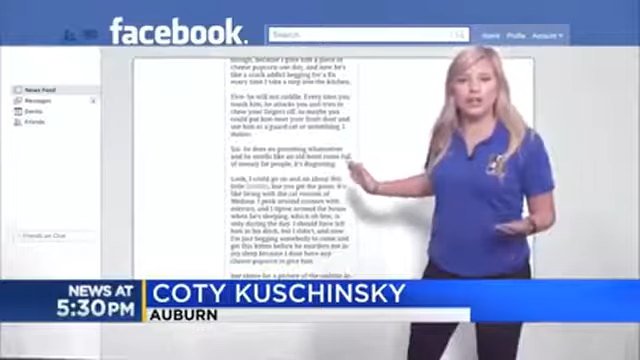 facebook.
Search
Home Profile Account
News Feed
Messages
Events
Friends
Friends on Chat
though, because I gave him a piece of
cheese popcorn one day, and now he's
like a crack addict begging for a fix
every time I take a step into the kitchen.
Five: he will not cuddle. Every time you
touch him, he attacks you and tries to
chew your fingers off, so maybe you
could put him near your front door and
use him as a guard cat or something. I
dunno.
Six: he does no grooming whatsoever
and he smells like an old hotel room full
of sweaty fat people. It's disgusting.
Look, I could go on and on about this
little but you get the point. It's
like living with the cat version of
Medusa. I peek around corners with
mirrors, and I tiptoe around the house
when he's sleeping, which oh hey, is
only during the day. I should have left
him in his ditch, but I didn't, and now
I'm just begging somebody to come and
get this kitten before he murders me in
my sleep because I don't have any
cheese popcorn to give him.
NEWS AT
5:30PM
COTY KUSCHINSKY
AUBURN